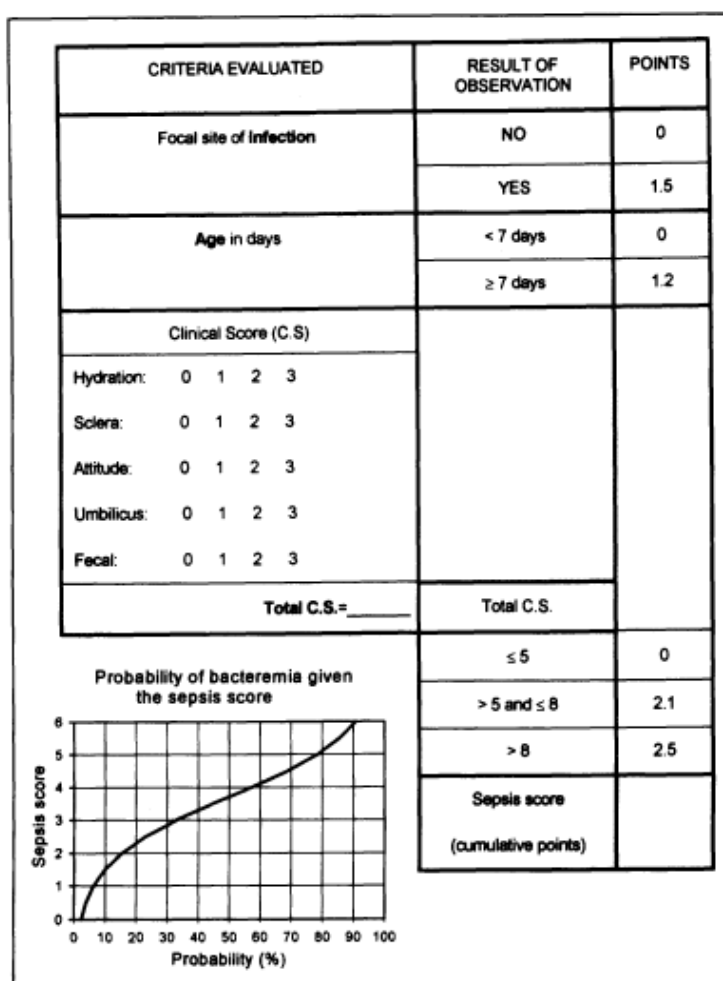 CRITERIA EVALUATED
RESULT OF
OBSERVATION
POINTS
Focal site of Infection
NO
0
YES
1.5
Age in days
< 7 days
0
≥ 7 days
1.2
Clinical Score (C.S)
Hydration: 0 1 2 3
Sclera: 0 1 2 3
Attitude: 0 1 2 3
Umbilicus: 0 1 2 3
Fecal: 0 1 2 3
Total C.S.=______
Total C.S.
≤ 5
0
> 5 and ≤ 8
2.1
> 8
2.5
Sepsis score
(cumulative points)
Probability of bacteremia given
the sepsis score
Sepsis score
6
5
4
3
2
1
0
0 10 20 30 40 50 60 70 80 90 100
Probability (%)